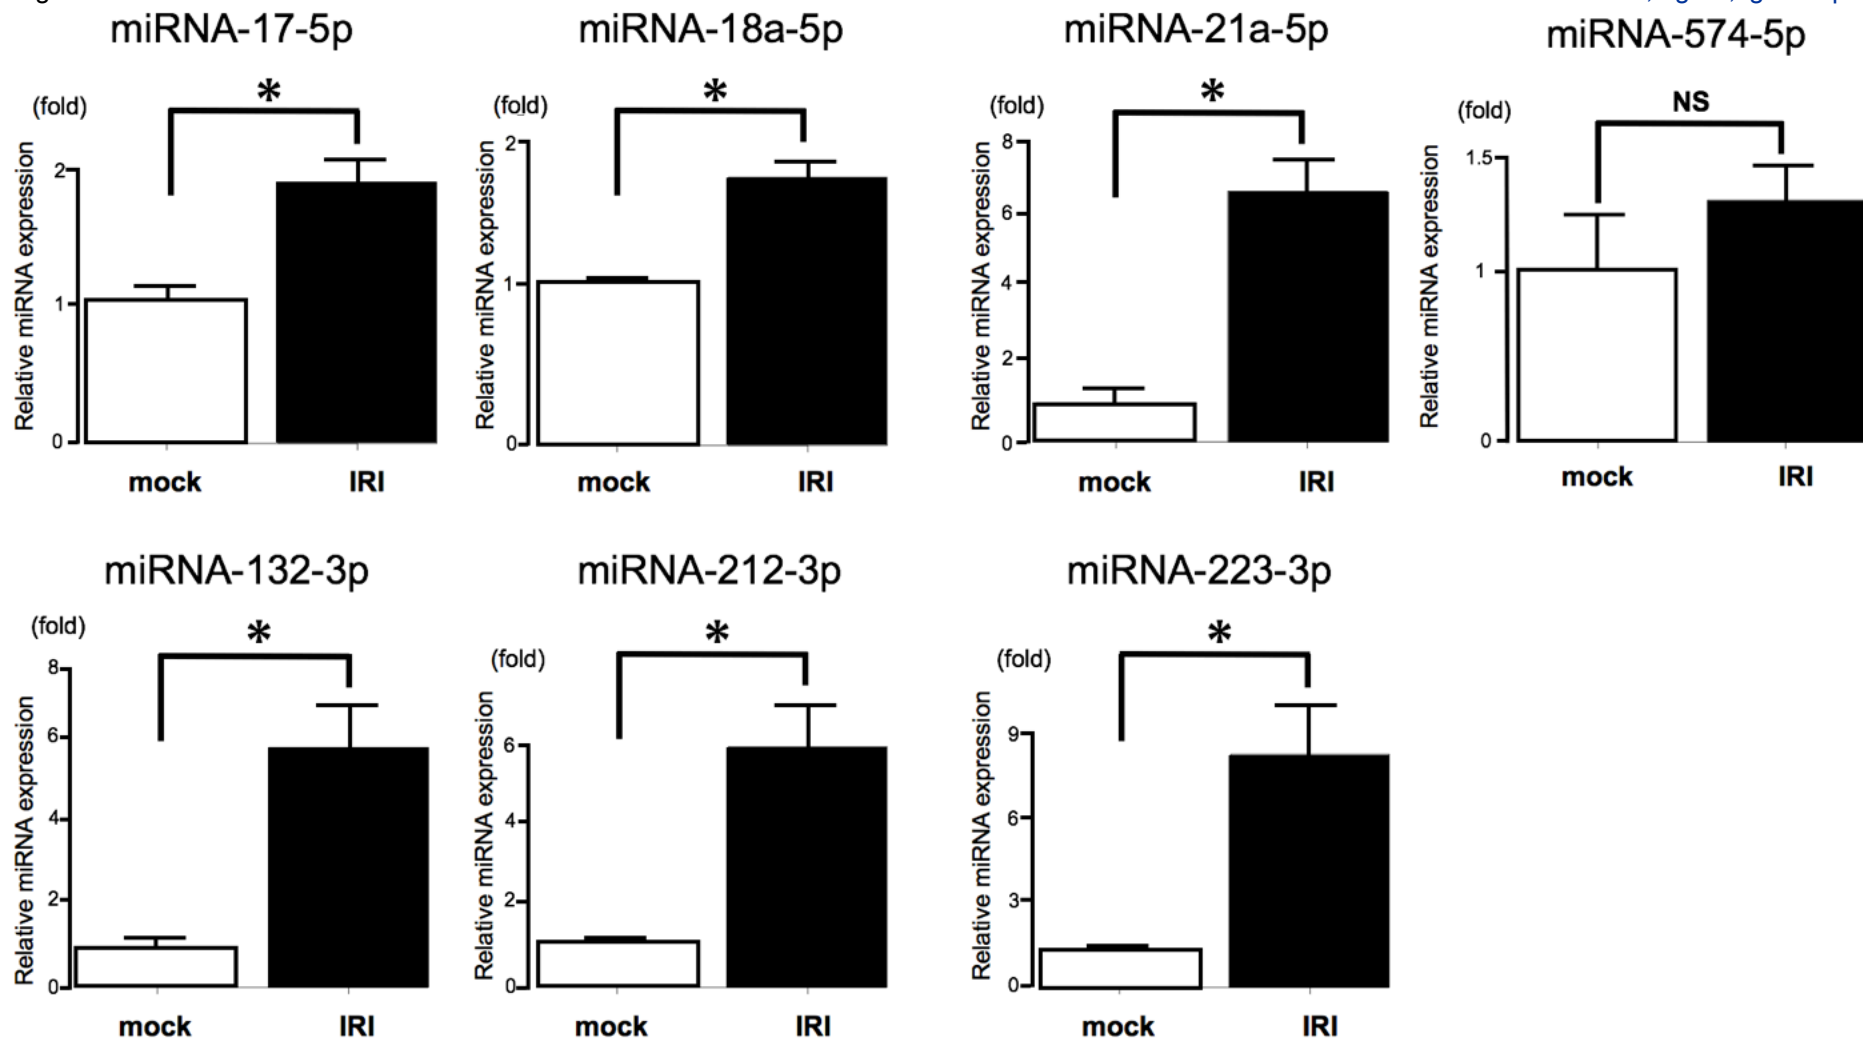 miRNA-17-5p
(fold)
*
Relative miRNA expression
2
1
0
mock IRI
miRNA-18a-5p
(fold)
*
Relative miRNA expression
2
1
0
mock IRI
miRNA-21a-5p
(fold)
*
Relative miRNA expression
8
6
4
2
0
mock IRI
miRNA-574-5p
(fold)
NS
Relative miRNA expression
1.5
1
0
mock IRI
miRNA-132-3p
(fold)
*
Relative miRNA expression
8
6
4
2
0
mock IRI
miRNA-212-3p
(fold)
*
Relative miRNA expression
6
4
2
0
mock IRI
miRNA-223-3p
(fold)
*
Relative miRNA expression
9
6
3
0
mock IRI